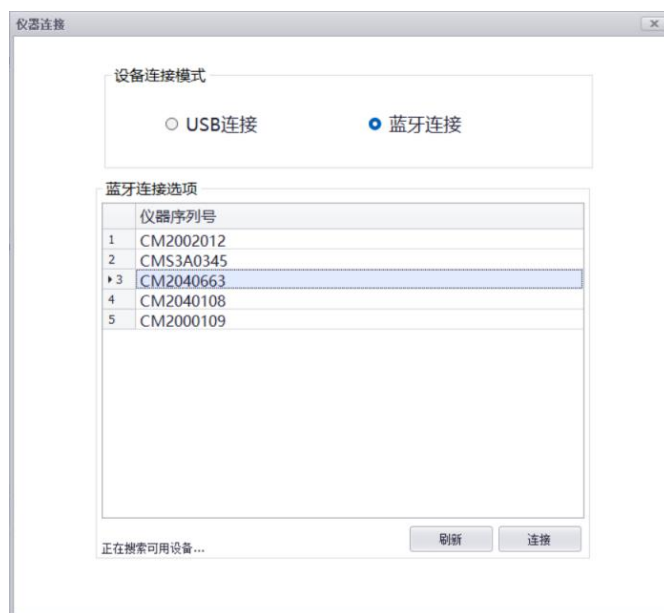 仪器连接
设备连接模式
USB连接 蓝牙连接
蓝牙连接选项
仪器序列号
1 CM2002012
2 CMS3A0345
3 CM2040663
4 CM2040108
5 CM2000109
正在搜索可用设备... 刷新 连接